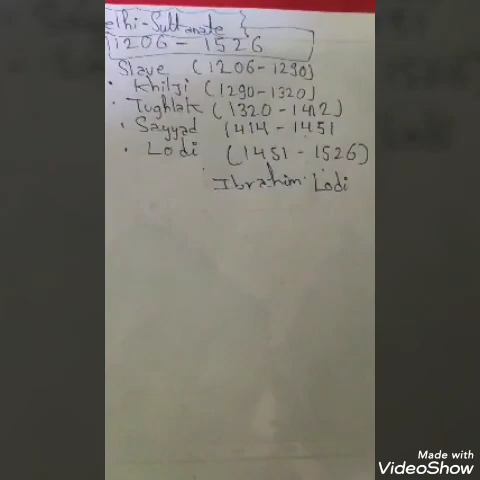 elhi-Sultanate }
1206 - 1526
Slave (1206-1290)
• Khilji (1290-1320)
• Tughlak (1320-1412)
• Sayyad 1414 - 1451
• Lodi (1451 - 1526)
Ibrahim Lodi
Made with
VideoShow